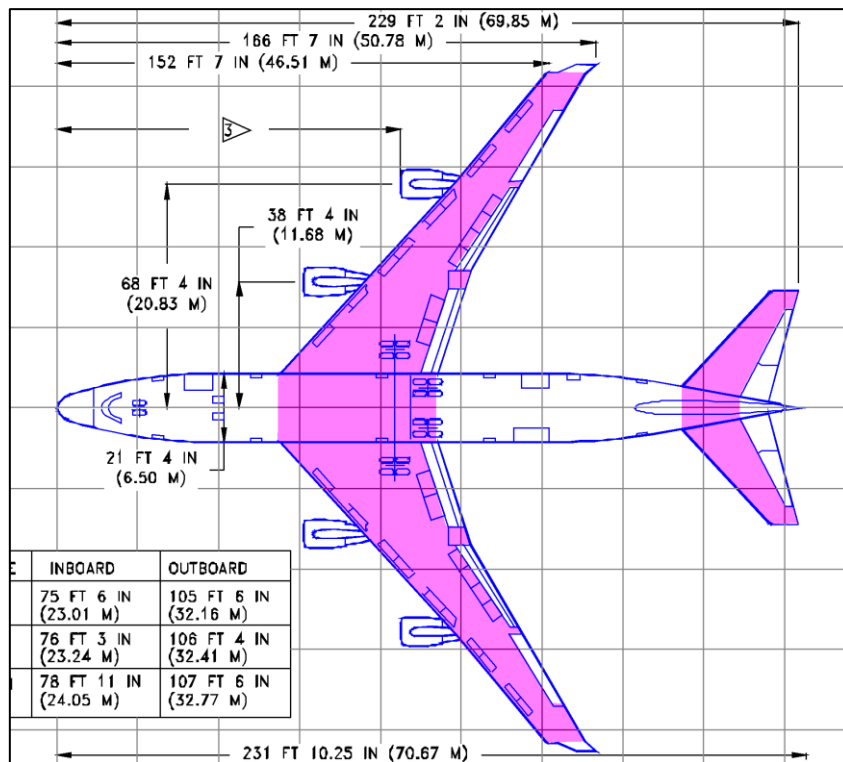 229 FT 2 IN (69.85 M)
166 FT 7 IN (50.78 M)
152 FT 7 IN (46.51 M)
3
38 FT 4 IN
(11.68 M)
68 FT 4 IN
(20.83 M)
21 FT 4 IN
(6.50 M)
E INBOARD OUTBOARD
75 FT 6 IN 105 FT 6 IN
(23.01 M) (32.16 M)
76 FT 3 IN 106 FT 4 IN
(23.24 M) (32.41 M)
78 FT 11 IN 107 FT 6 IN
(24.05 M) (32.77 M)
231 FT 10.25 IN (70.67 M)